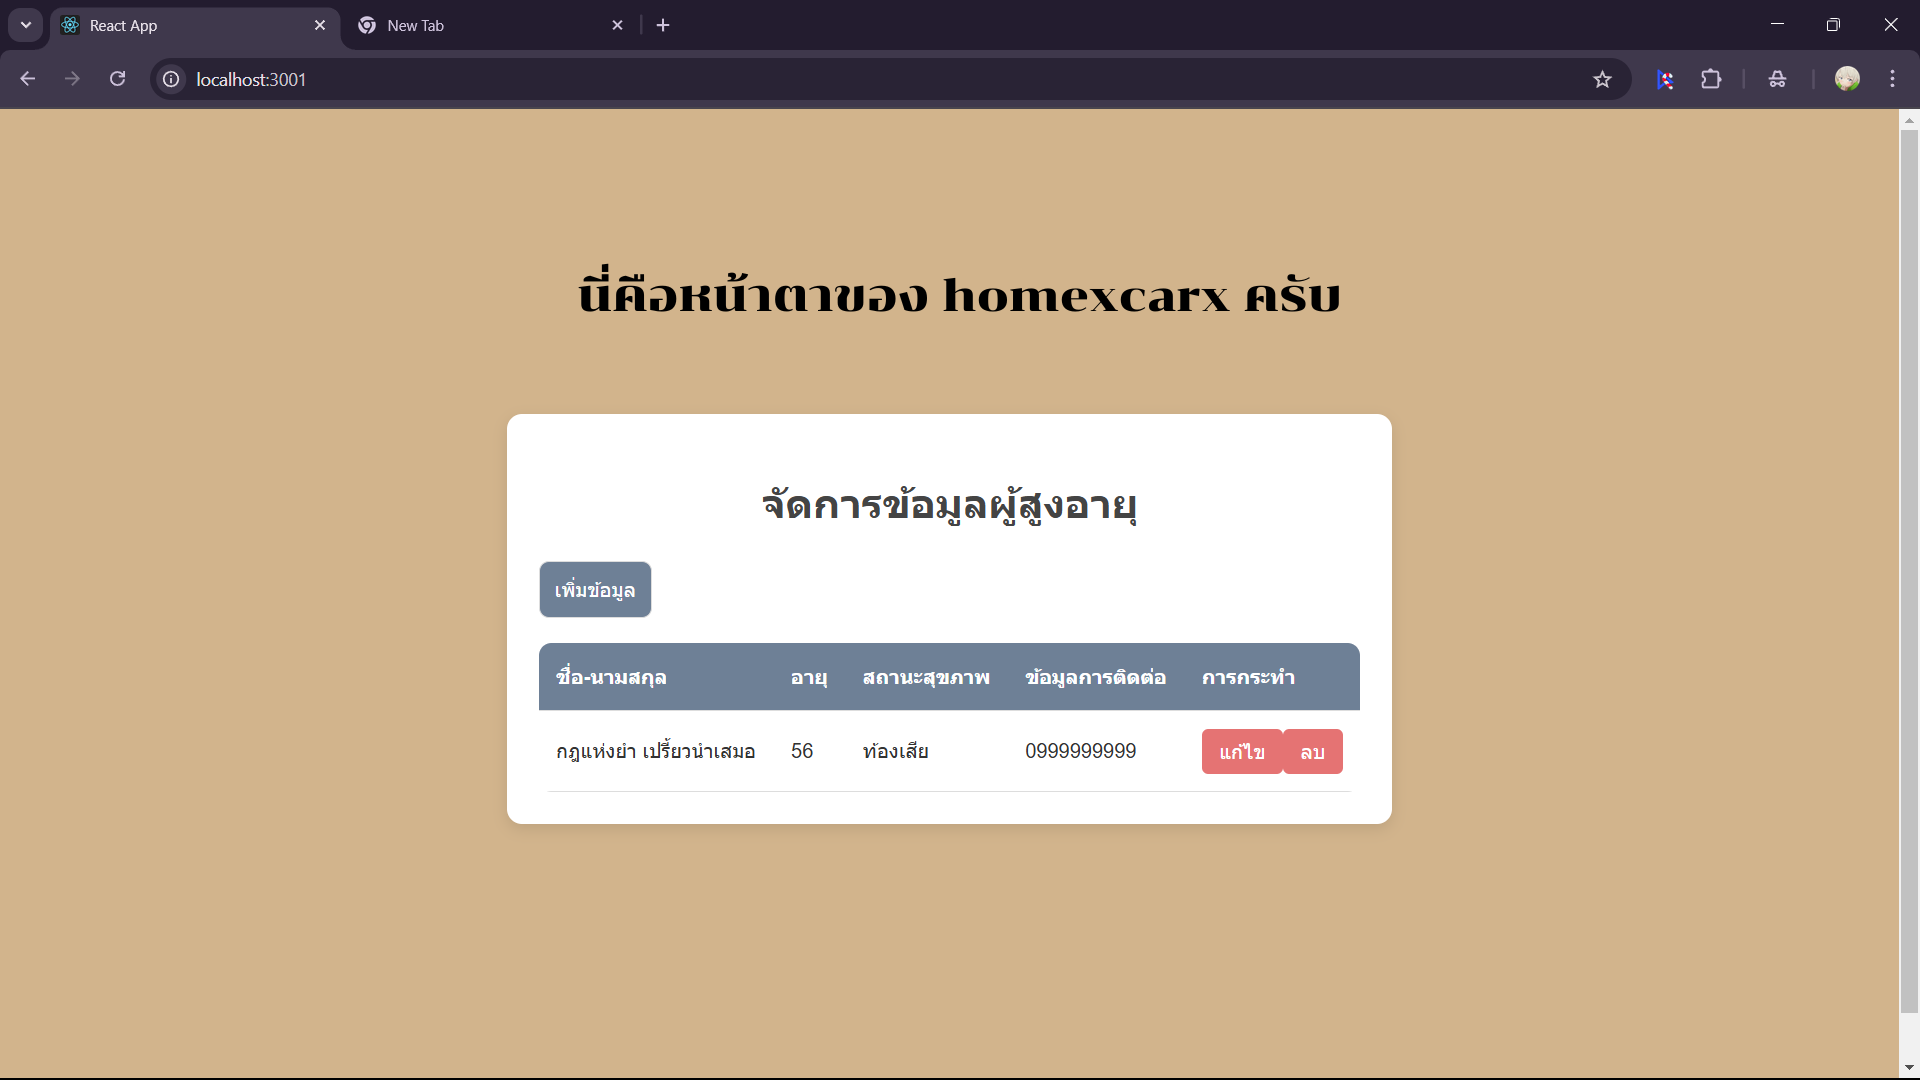 React App
New Tab
localhost:3001
นี่คือหน้าตาของ homexcarx ครับ
จัดการข้อมูลผู้สูงอายุ
เพิ่มข้อมูล
ชื่อ-นามสกุล อายุ สถานะสุขภาพ ข้อมูลการติดต่อ การกระทำ
กฎแห่งยำ เปรี้ยวนำเสมอ 56 ท้องเสีย 0999999999 แก้ไข ลบ